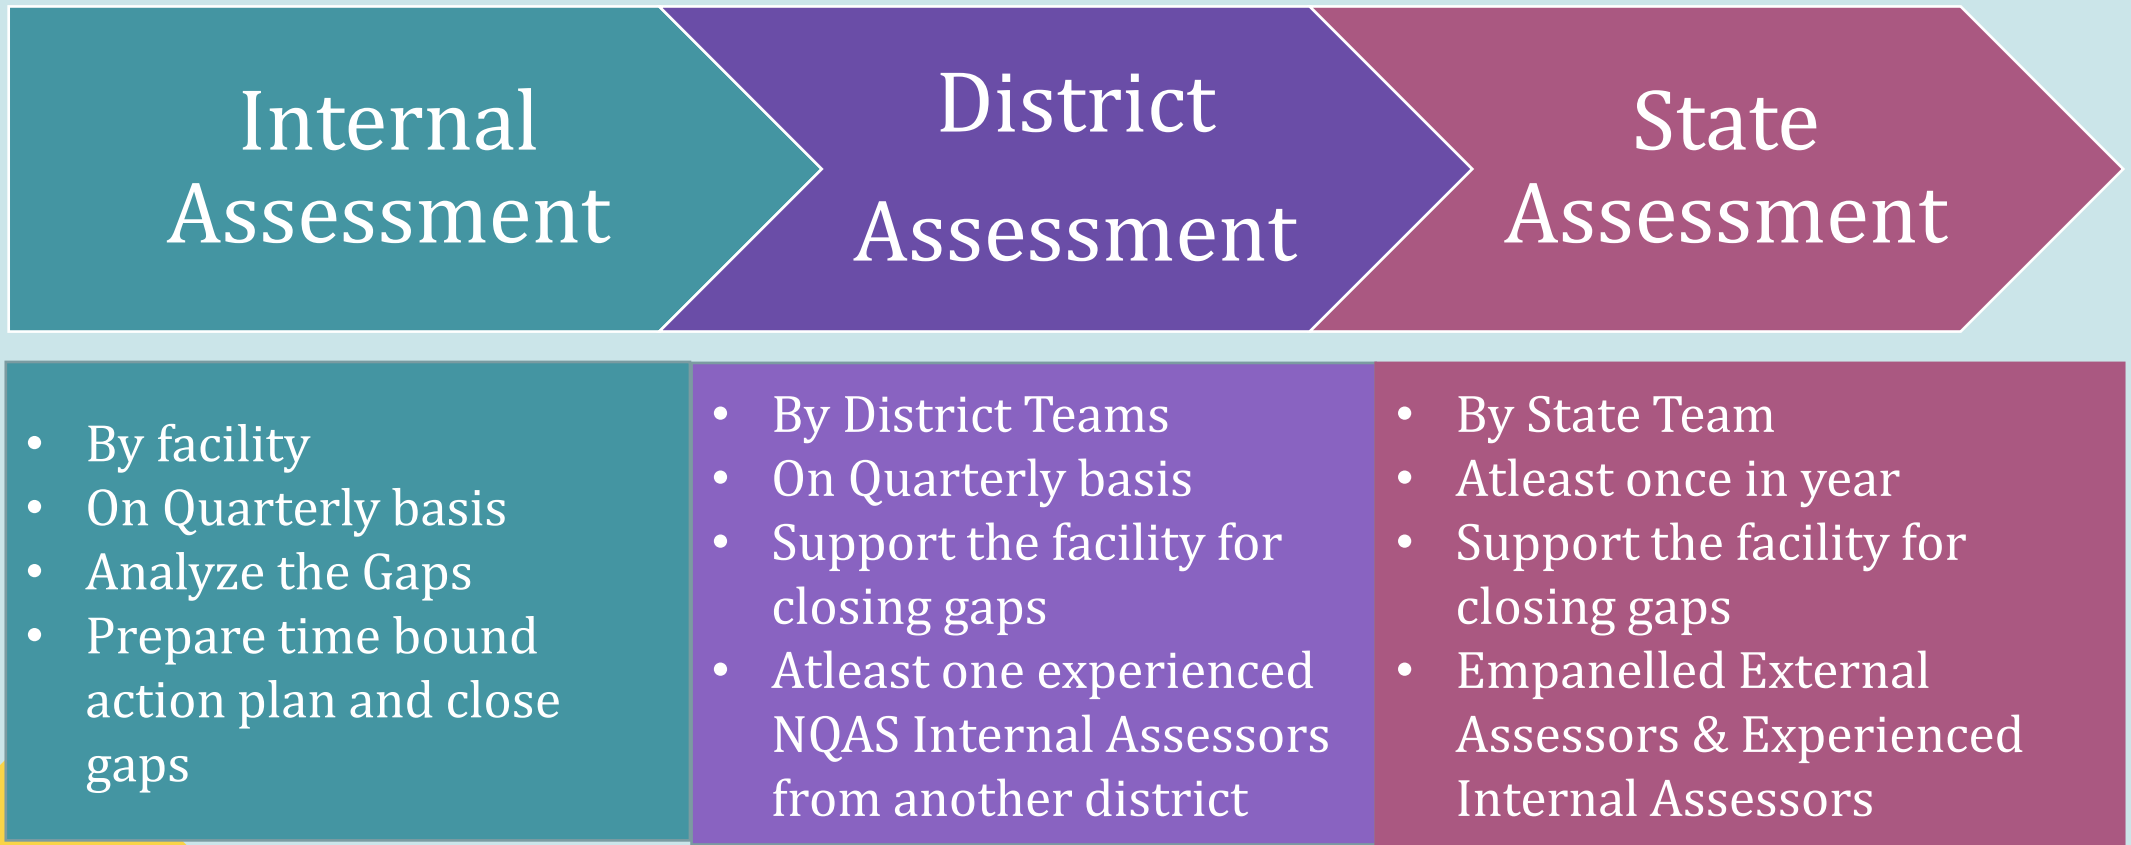 Internal
Assessment
District
Assessment
State
Assessment
• By facility
• On Quarterly basis
• Analyze the Gaps
• Prepare time bound
action plan and close
gaps
• By District Teams
• On Quarterly basis
• Support the facility for
closing gaps
• Atleast one experienced
NQAS Internal Assessors
from another district
• By State Team
• Atleast once in year
• Support the facility for
closing gaps
• Empanelled External
Assessors & Experienced
Internal Assessors